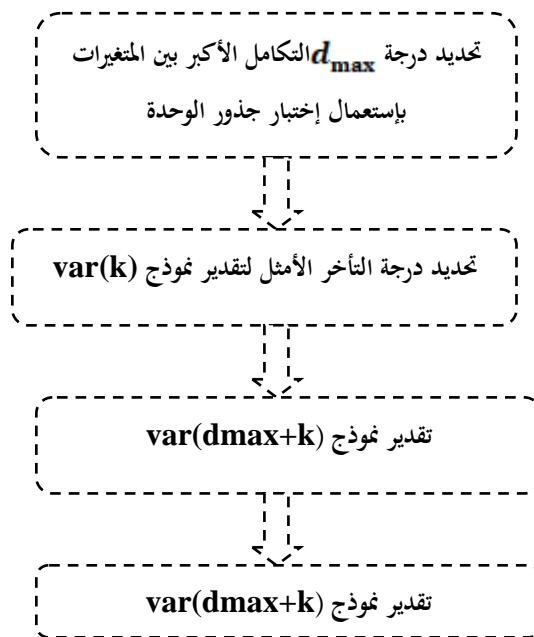 تحديد درجة d max التكامل الأكبر بين المتغيرات
بإستعمال إختبار جذور الوحدة
تحديد درجة التأخر الأمثل لتقدير نموذج var(k)
تقدير نموذج var(dmax+k)
تقدير نموذج var(dmax+k)